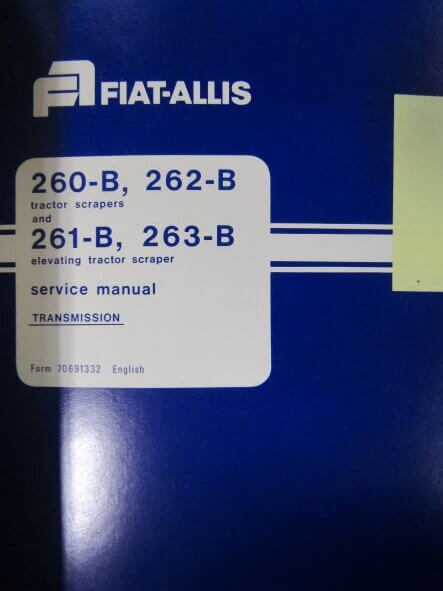 FIAT-ALLIS
260-B, 262-B
tractor scrapers
and
261-B, 263-B
elevating tractor scraper
service manual
TRANSMISSION
Form 70691332 English